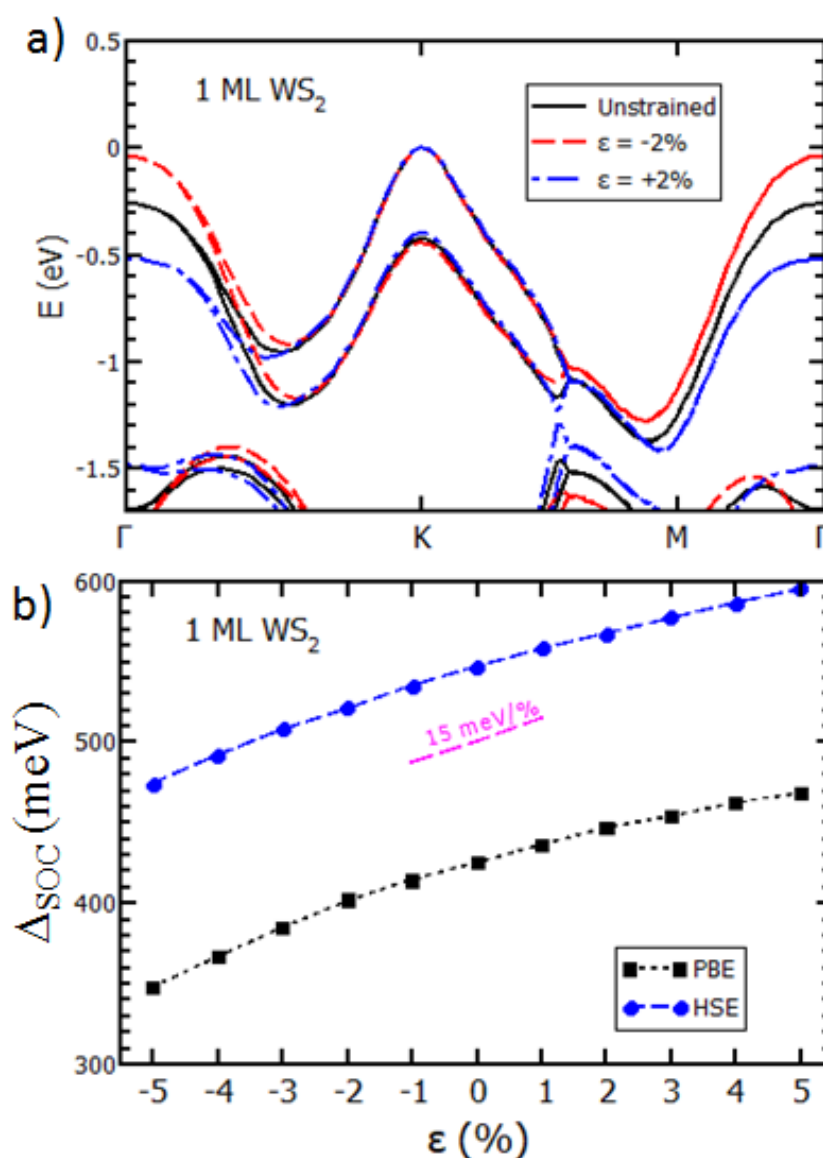 a)
0.5
1 ML WS₂
Unstrained
ε = -2%
ε = +2%
0
-0.5
-1
-1.5
E (eV)
Γ K M Γ
b)
600
1 ML WS₂
15 meV/%
500
400
300
Δ_SOC (meV)
PBE
HSE
-5 -4 -3 -2 -1 0 1 2 3 4 5
ε (%)